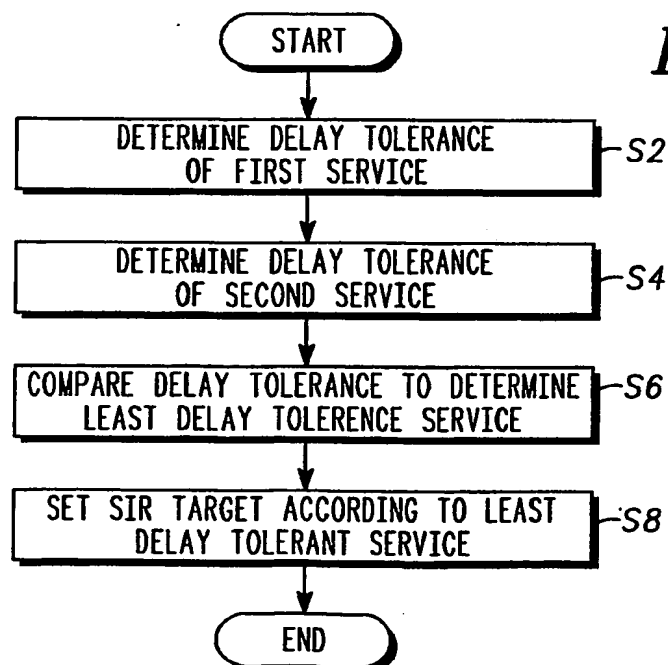 START
DETERMINE DELAY TOLERANCE
OF FIRST SERVICE
S2
DETERMINE DELAY TOLERANCE
OF SECOND SERVICE
S4
COMPARE DELAY TOLERANCE TO DETERMINE
LEAST DELAY TOLERENCE SERVICE
S6
SET SIR TARGET ACCORDING TO LEAST
DELAY TOLERANT SERVICE
S8
END